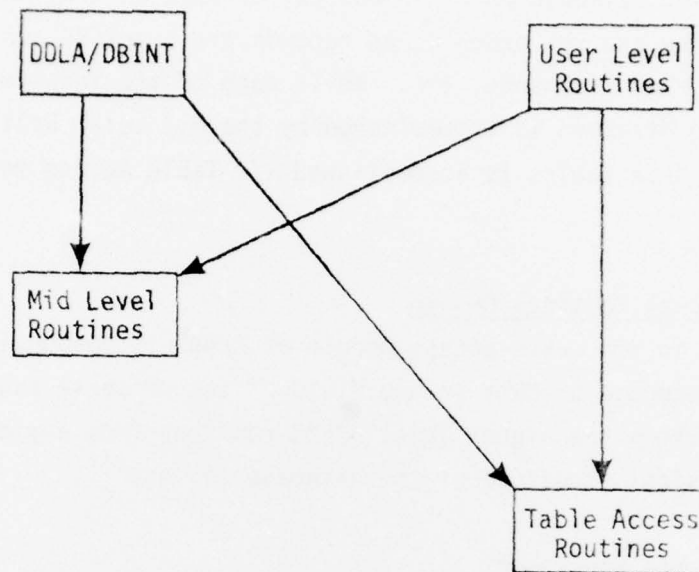 DDLA/DBINT
User Level
Routines
Mid Level
Routines
Table Access
Routines